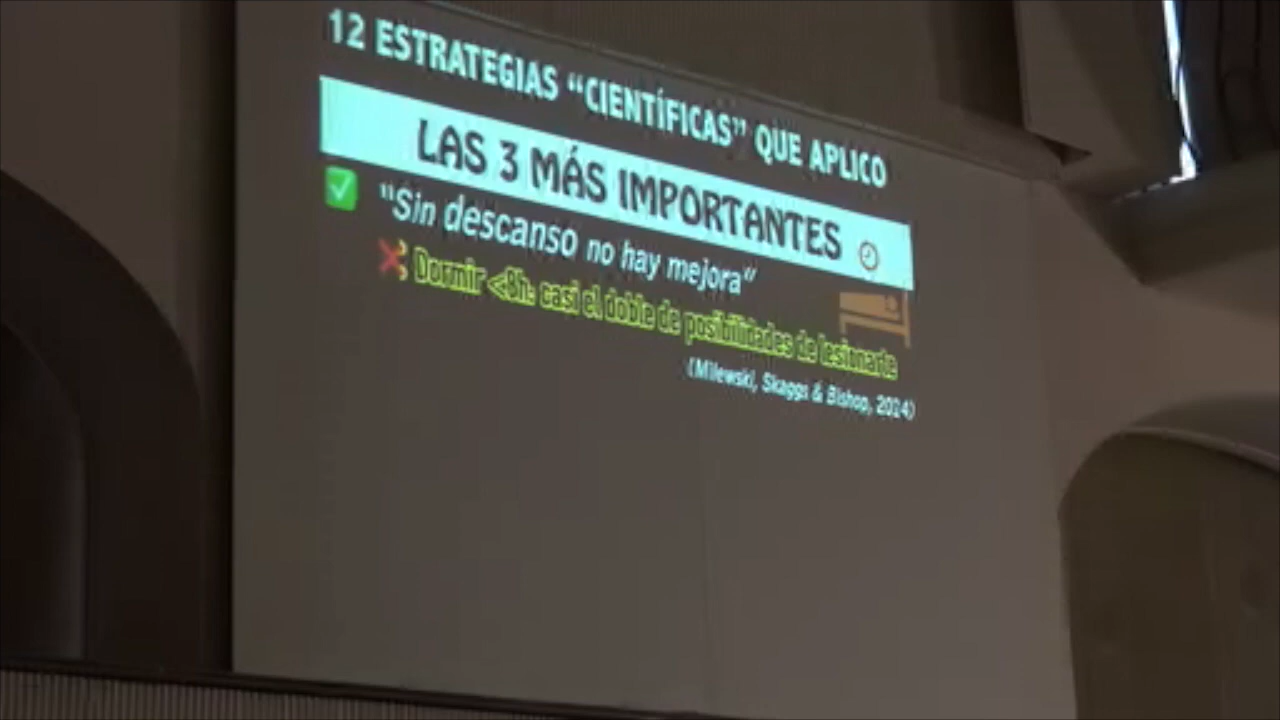 12 ESTRATEGIAS “CIENTÍFICAS” QUE APLICO
LAS 3 MÁS IMPORTANTES
“Sin descanso no hay mejora”
Dormir <8h: casi el doble de posibilidades de lesionarte
(Milewski, Skaggs & Bishop, 2014)